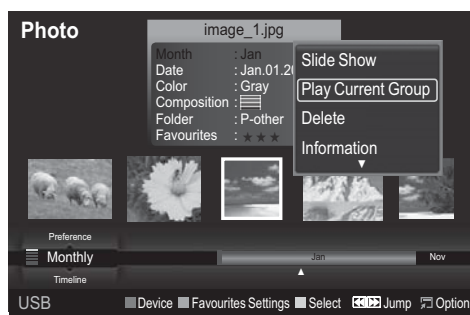 Photo
image_1.jpg
Month : Jan
Date : Jan.01.20
Color : Gray
Composition :
Folder : P-other
Favourites : ★ ★ ★
Slide Show
Play Current Group
Delete
Information
Preference
Monthly
Timeline
Jan
Nov
USB
Device Favourites Settings Select Jump Option